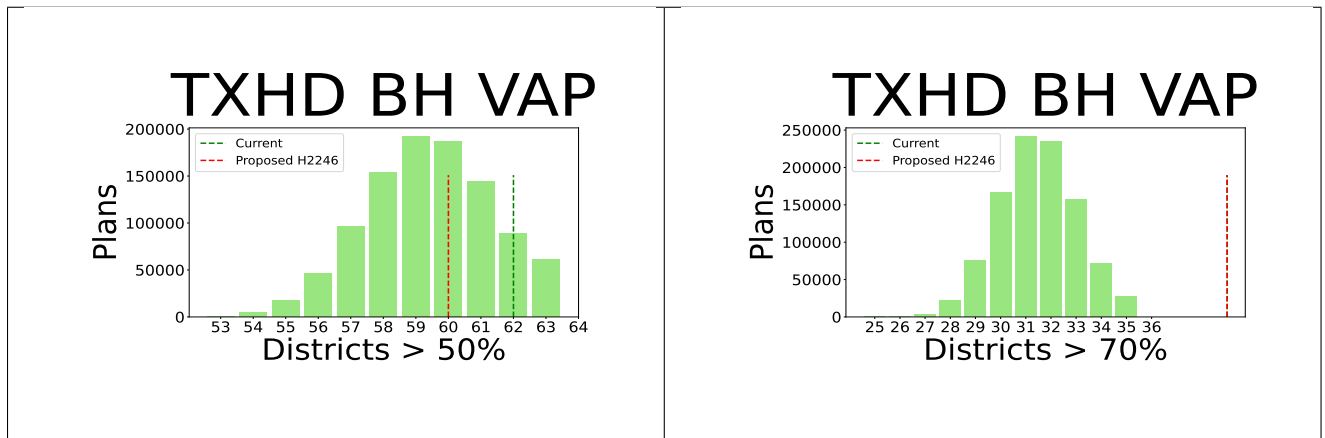 TXHD BH VAP
200000
150000
100000
50000
0
Plans
Current
Proposed H2246
53 54 55 56 57 58 59 60 61 62 63 64
Districts > 50%
TXHD BH VAP
250000
200000
150000
100000
50000
0
Plans
Current
Proposed H2246
25 26 27 28 29 30 31 32 33 34 35 36
Districts > 70%